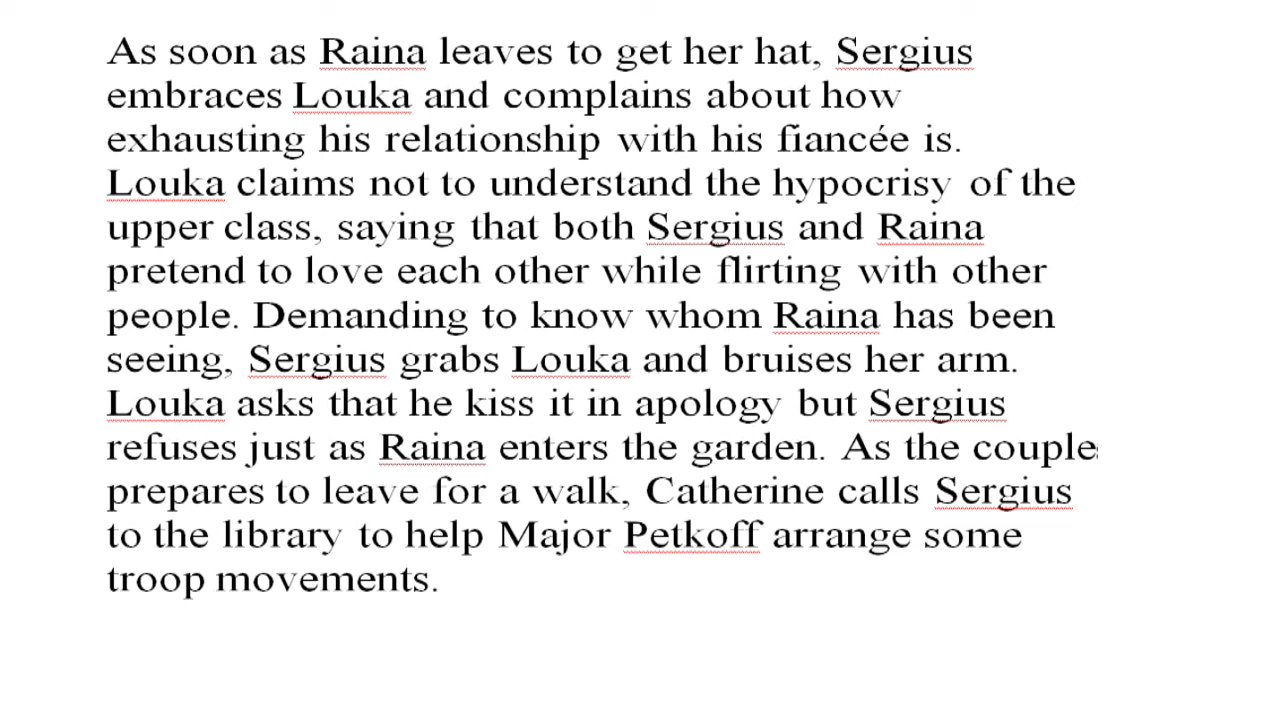 As soon as Raina leaves to get her hat, Sergius
embraces Louka and complains about how
exhausting his relationship with his fiancée is.
Louka claims not to understand the hypocrisy of the
upper class, saying that both Sergius and Raina
pretend to love each other while flirting with other
people. Demanding to know whom Raina has been
seeing, Sergius grabs Louka and bruises her arm.
Louka asks that he kiss it in apology but Sergius
refuses just as Raina enters the garden. As the couple
prepares to leave for a walk, Catherine calls Sergius
to the library to help Major Petkoff arrange some
troop movements.